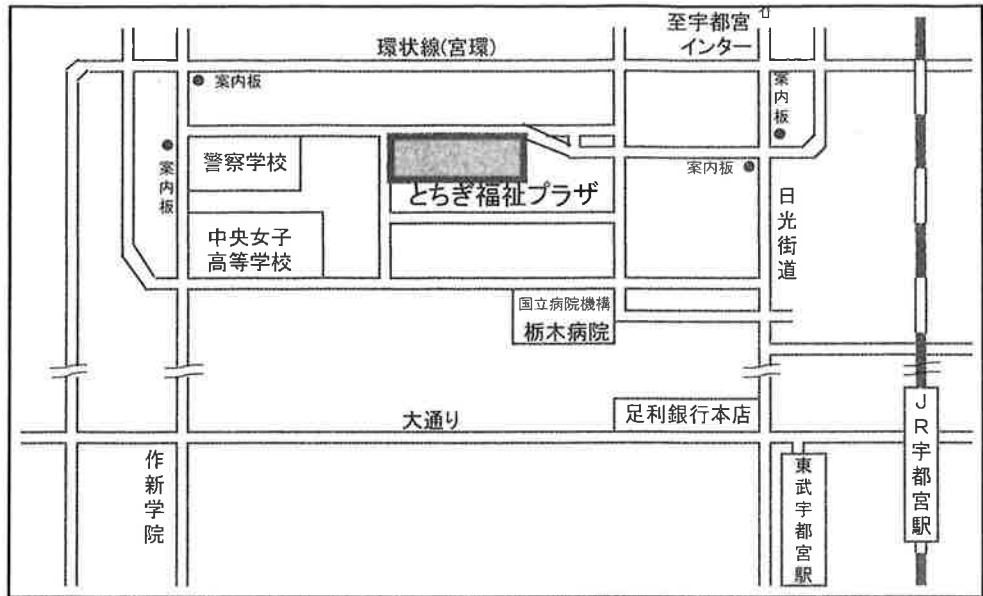 環状線(宮環)
至宇都宮
インター
案内板
案内板
案内板
案内板
警察学校
とちぎ福祉プラザ
中央女子
高等学校
日光街道
国立病院機構
栃木病院
足利銀行本店
大通り
作新学院
東武宇都宮駅
JR宇都宮駅